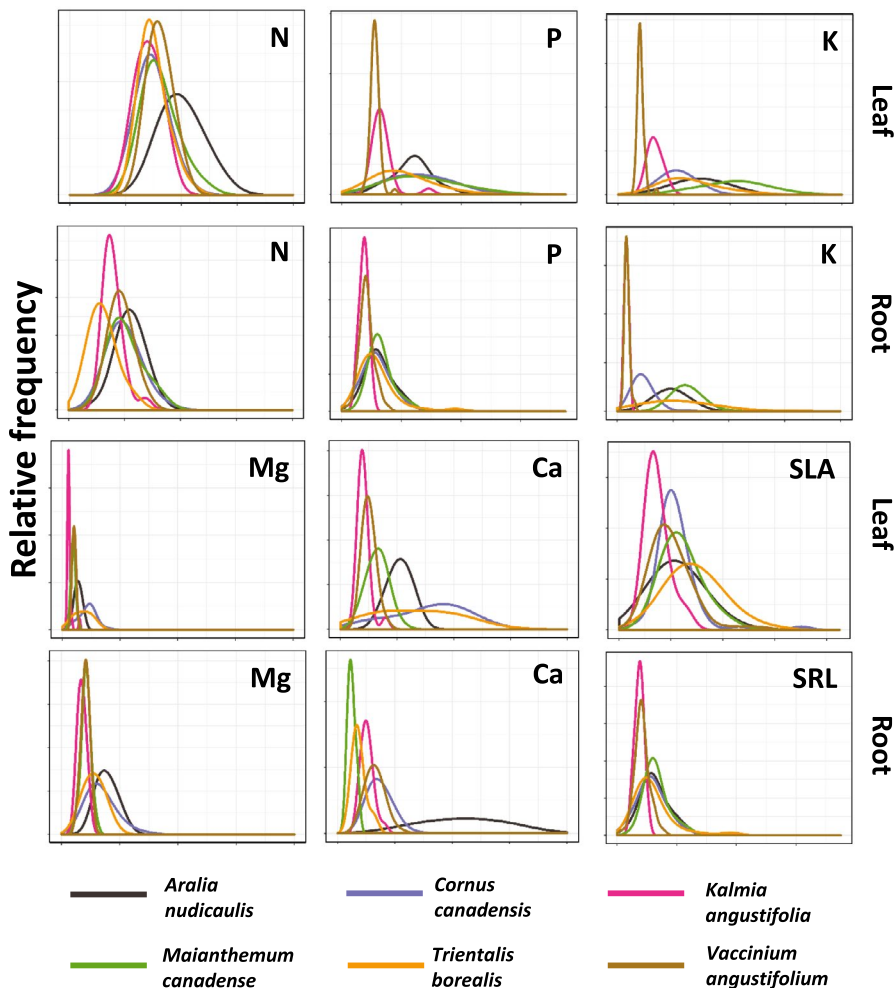 N
P
K
Leaf
N
P
K
Root
Relative frequency
Mg
Ca
SLA
Leaf
Mg
Ca
SRL
Root
Aralia
nudicaulis
Cornus
canadensis
Kalmia
angustifolia
Maianthemum
canadense
Trientalis
borealis
Vaccinium
angustifolium